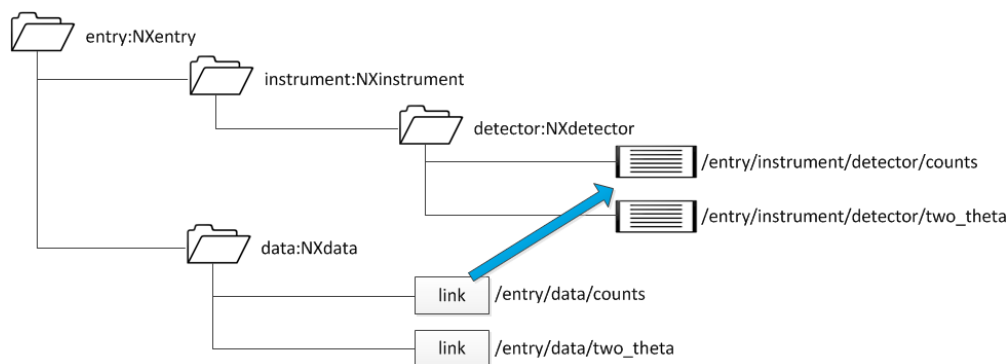 entry:NXentry
instrument:NXinstrument
detector:NXdetector
/entry/instrument/detector/counts
/entry/instrument/detector/two_theta
data:NXdata
link /entry/data/counts
link /entry/data/two_theta